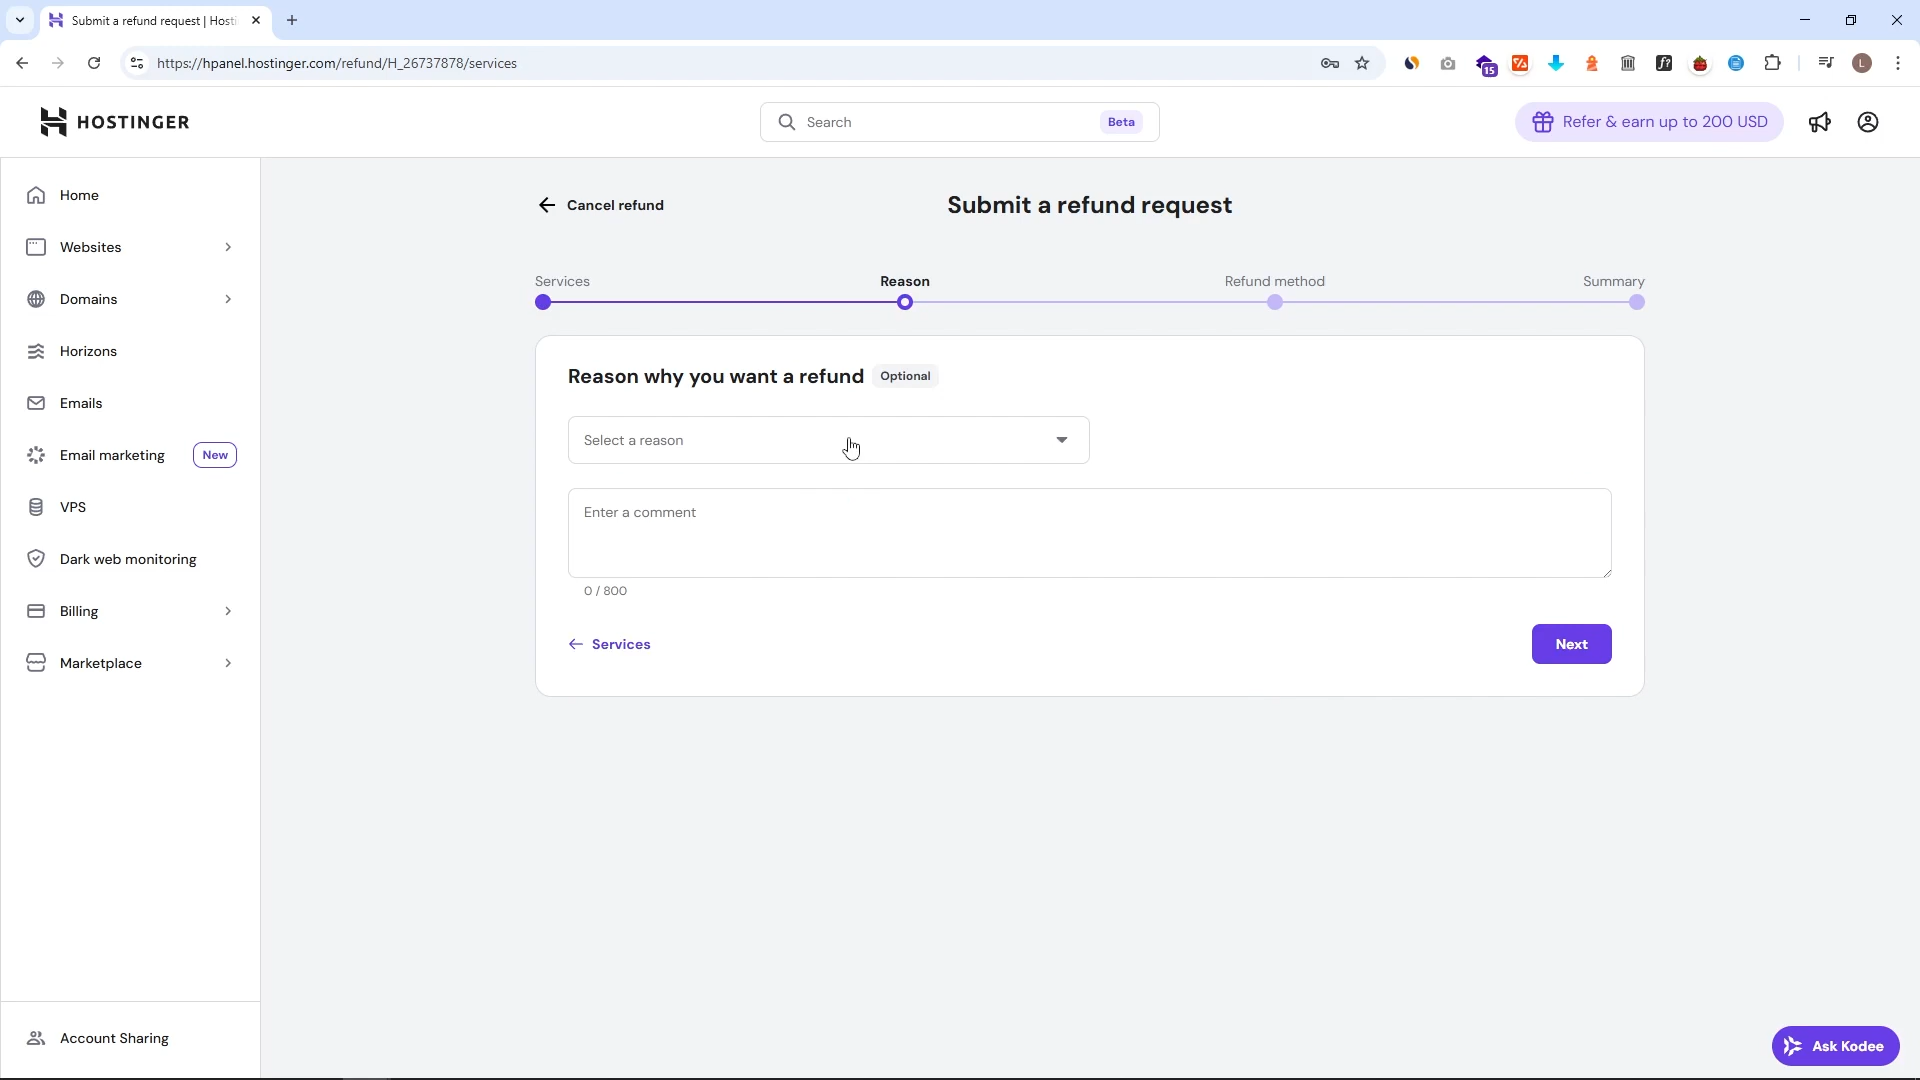 Submit a refund request | Hosti
https://hpanel.hostinger.com/refund/H_26737878/services
15
f?
L
HOSTINGER
Search
Beta
Refer & earn up to 200 USD
Home
Websites
Domains
Horizons
Emails
Email marketing
New
VPS
Dark web monitoring
Billing
Marketplace
Account Sharing
Cancel refund
Submit a refund request
Services
Reason
Refund method
Summary
Reason why you want a refund
Optional
Select a reason
Enter a comment
0 / 800
Services
Next
Ask Kodee